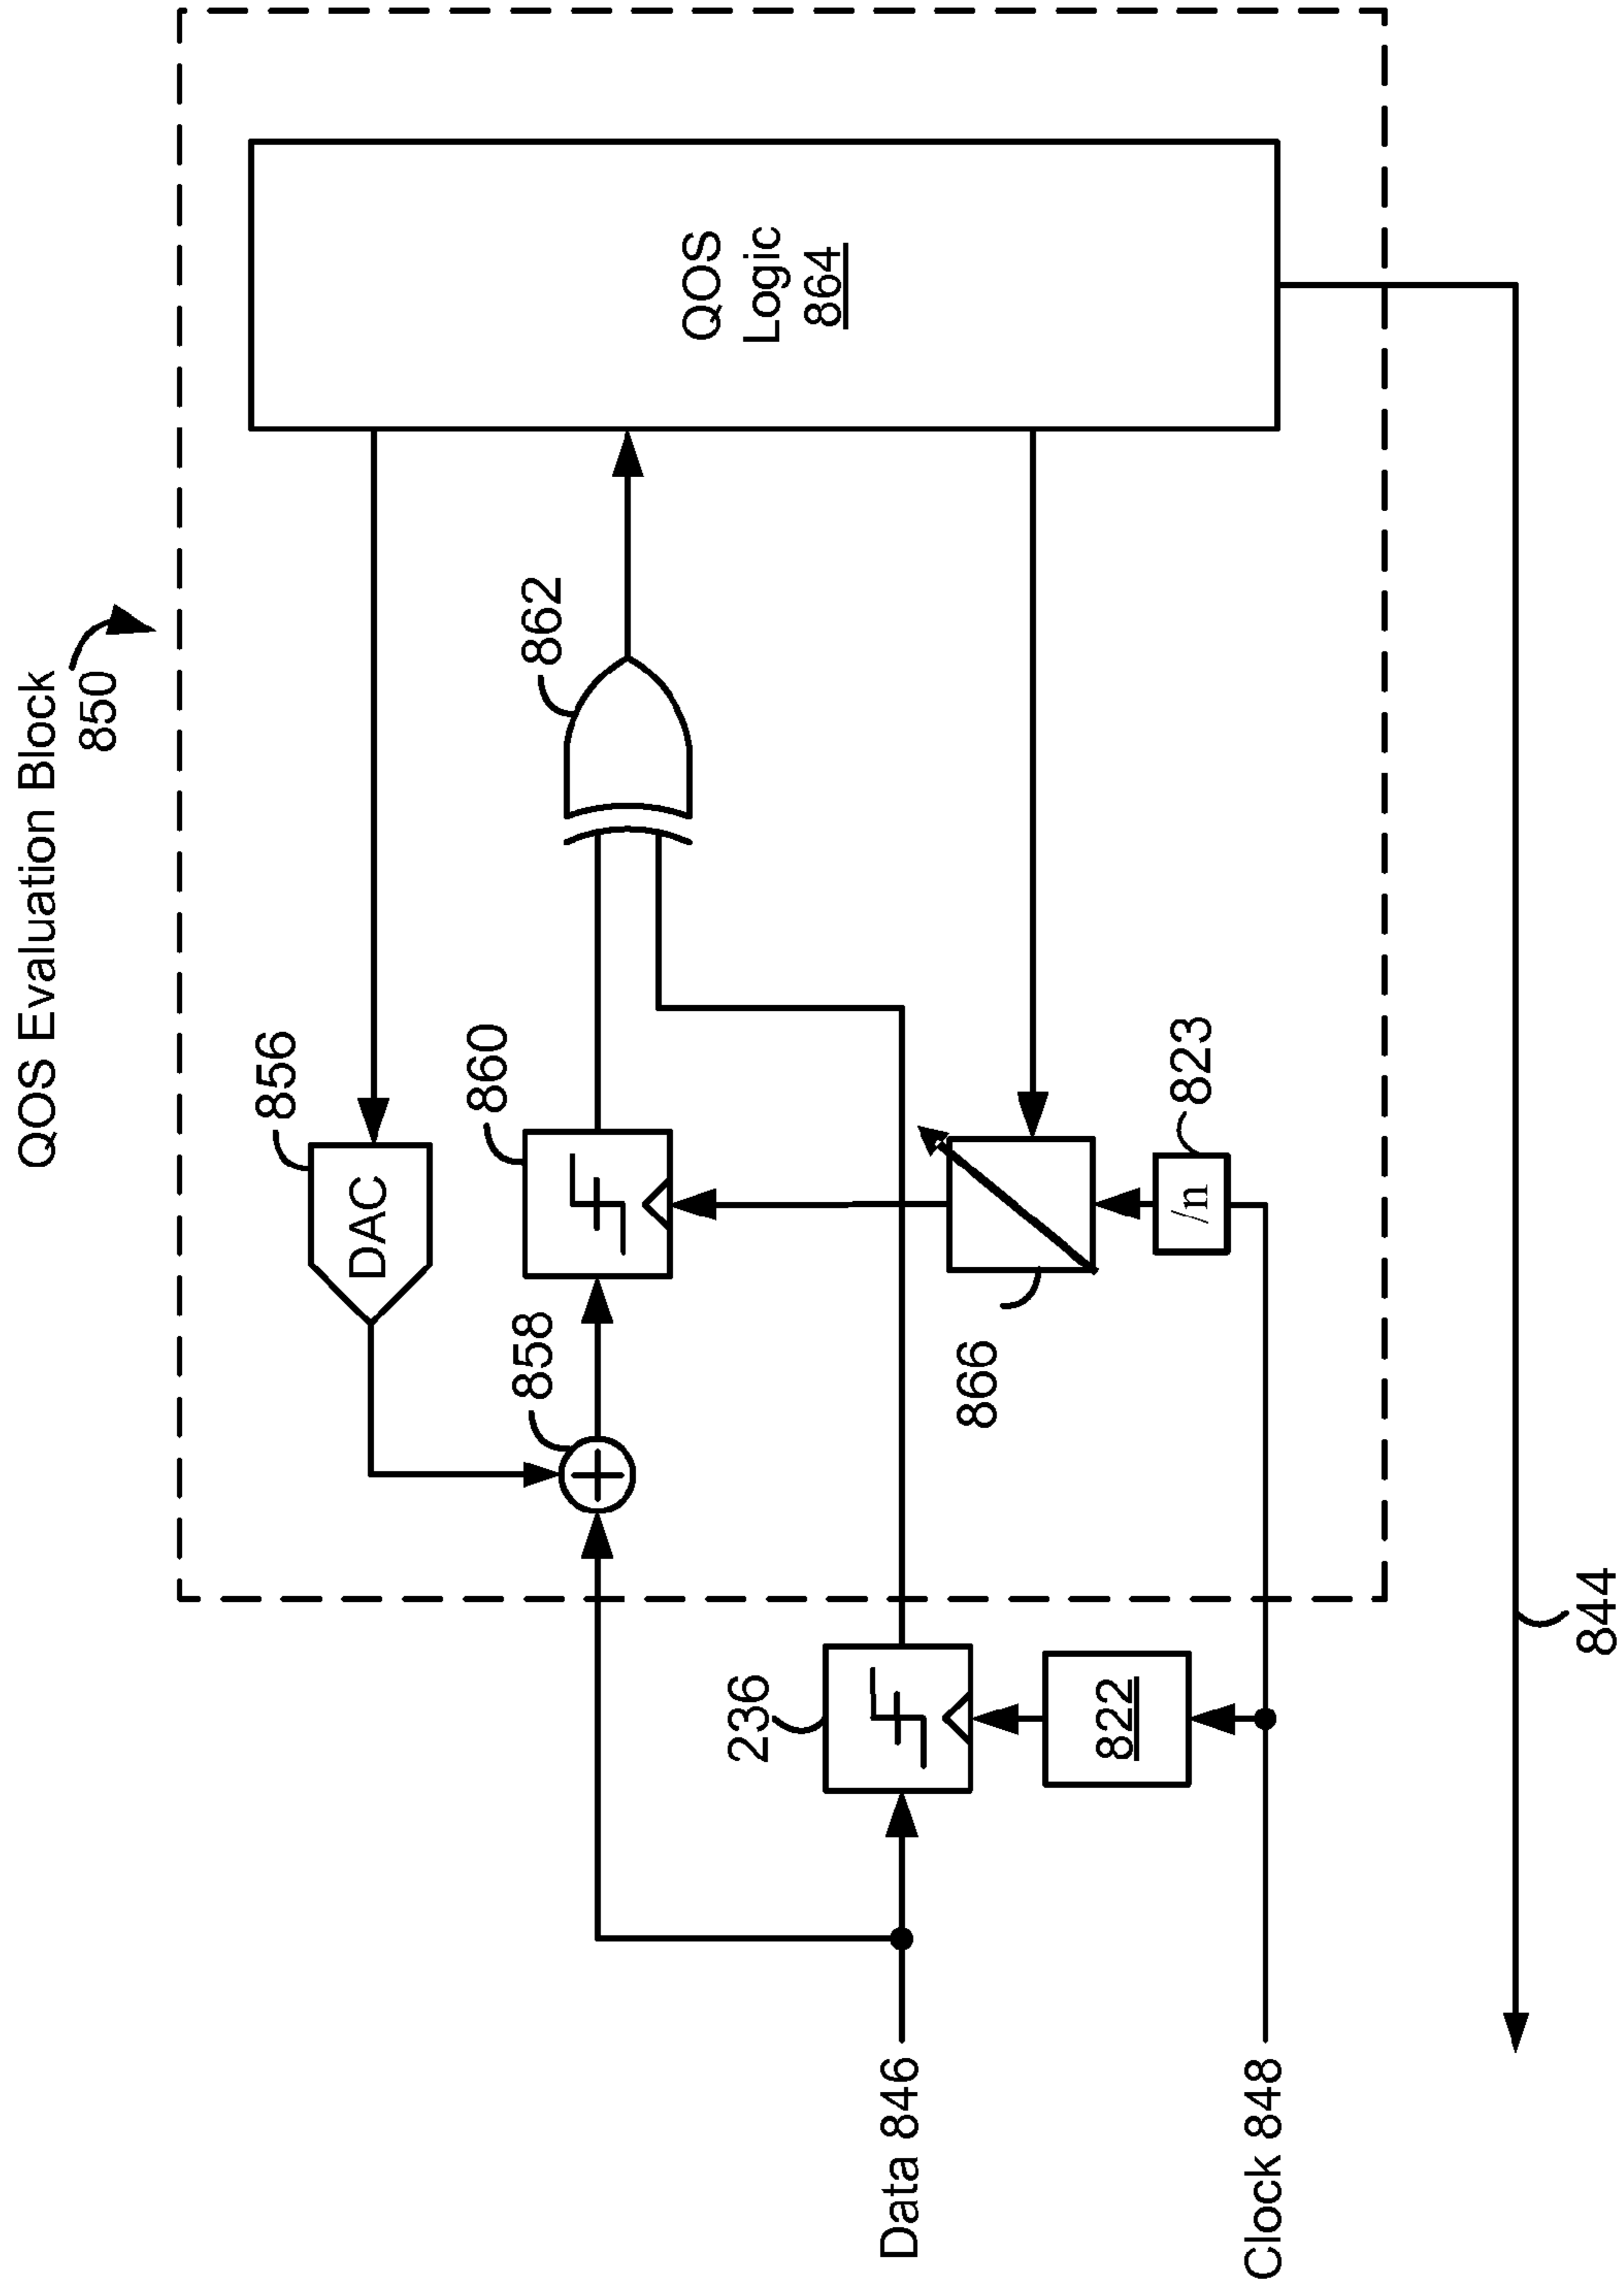 QOS Evaluation Block
850
856
DAC
858
860
862
QOS
Logic
864
866
823
/n
236
822
Data 846
Clock 848
844